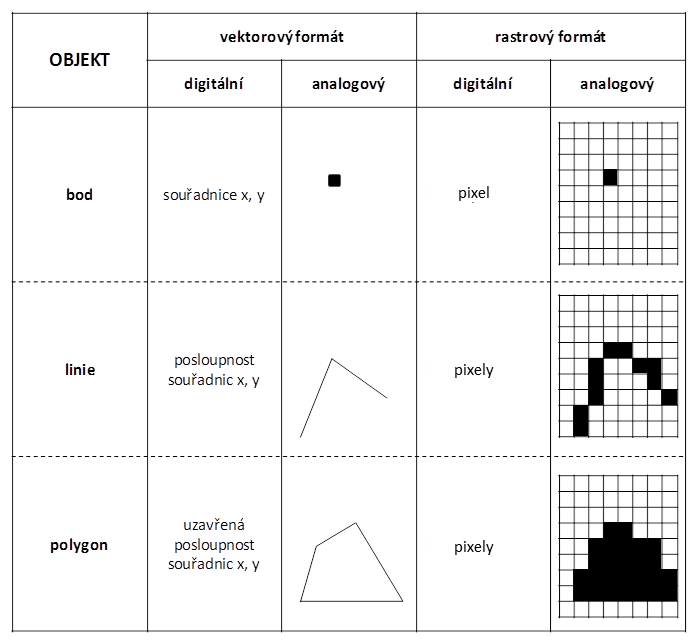 OBJEKT
vektorový formát
rastrový formát
digitální
analogový
digitální
analogový
bod
souřadnice x, y
pixel
linie
posloupnost
souřadnic x, y
pixely
polygon
uzavřená
posloupnost
souřadnic x, y
pixely